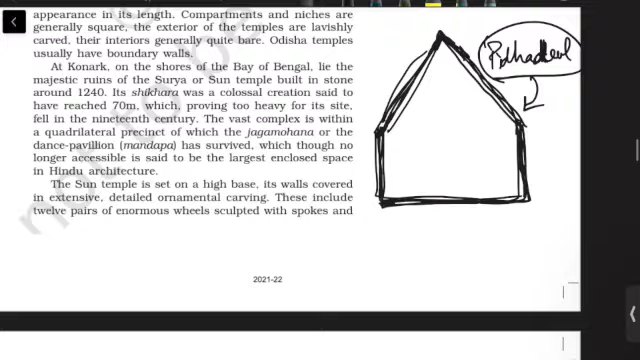 appearance in its length. Compartments and niches are
generally square, the exterior of the temples are lavishly
carved, their interiors generally quite bare. Odisha temples
usually have boundary walls.
At Konark, on the shores of the Bay of Bengal, lie the
majestic ruins of the Surya or Sun temple built in stone
around 1240. Its shikhara was a colossal creation said to
have reached 70m, which, proving too heavy for its site,
fell in the nineteenth century. The vast complex is within
a quadrilateral precinct of which the jagamohana or the
dance-pavilion (mandapa) has survived, which though no
longer accessible is said to be the largest enclosed space
in Hindu architecture.
The Sun temple is set on a high base, its walls covered
in extensive, detailed ornamental carving. These include
twelve pairs of enormous wheels sculpted with spokes and
2021-22
not to be